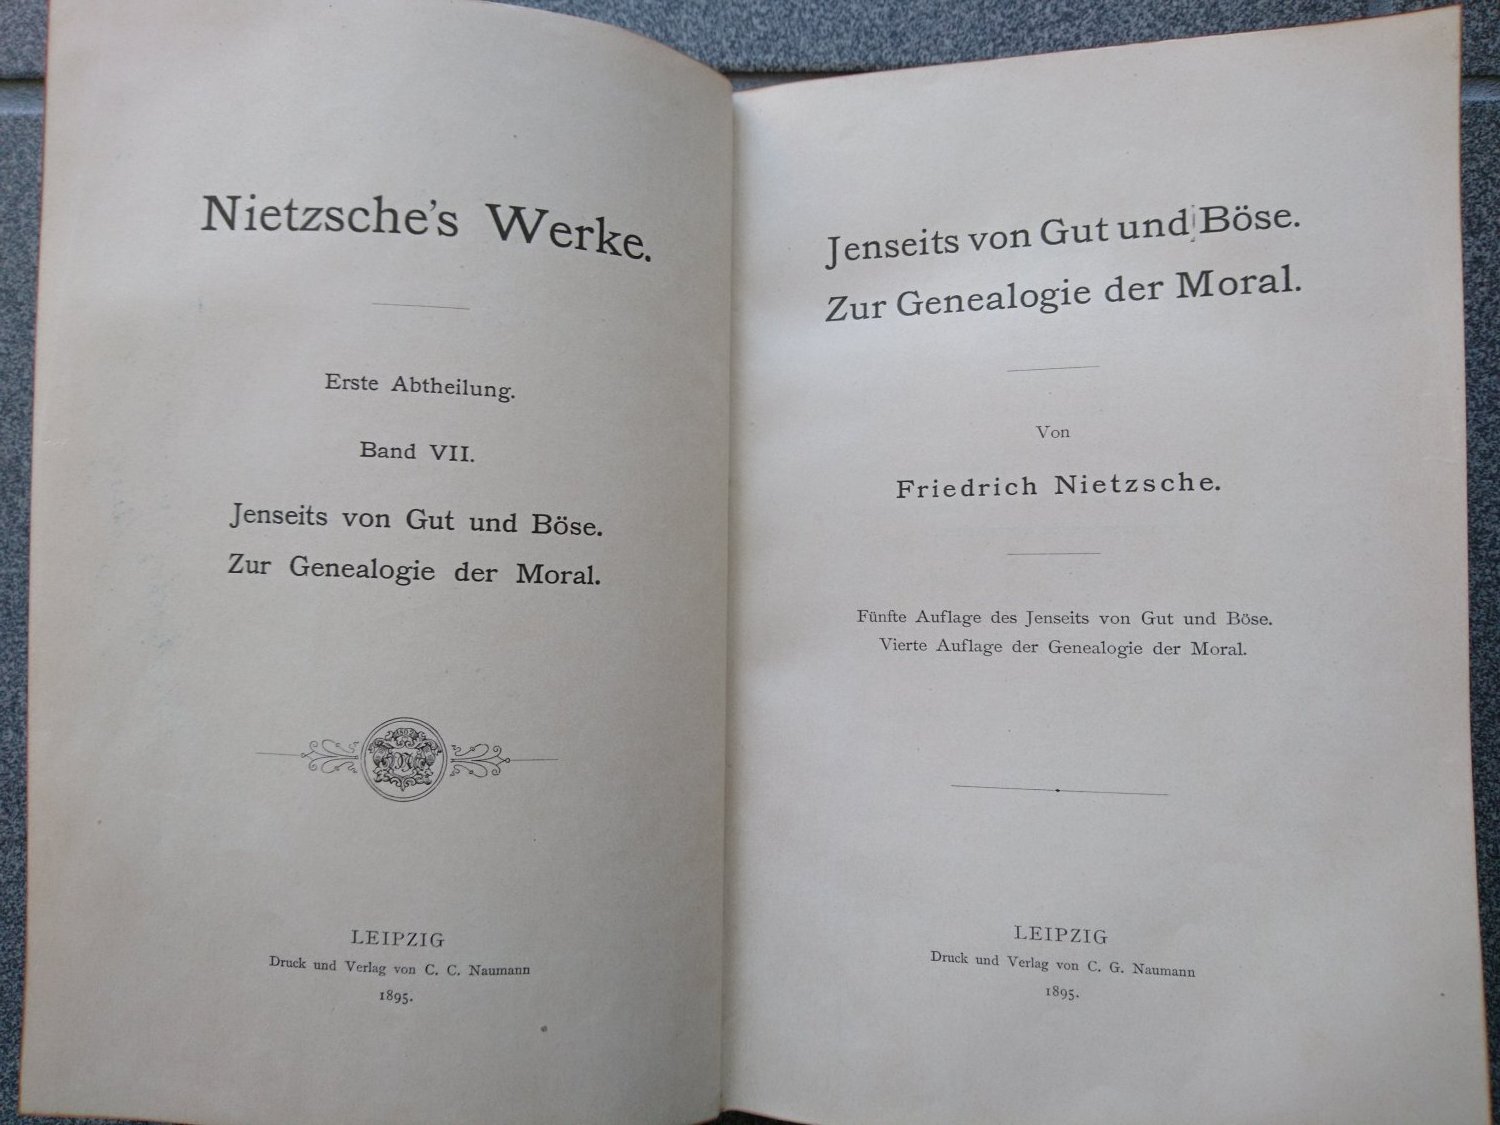 Nietzsche's Werke.
Erste Abtheilung.
Band VII.
Jenseits von Gut und Böse.
Zur Genealogie der Moral.
LEIPZIG
Druck und Verlag von C. C. Naumann
1895.
Jenseits von Gut und Böse.
Zur Genealogie der Moral.
Von
Friedrich Nietzsche.
Fünfte Auflage des Jenseits von Gut und Böse.
Vierte Auflage der Genealogie der Moral.
LEIPZIG
Druck und Verlag von C. G. Naumann
1895.